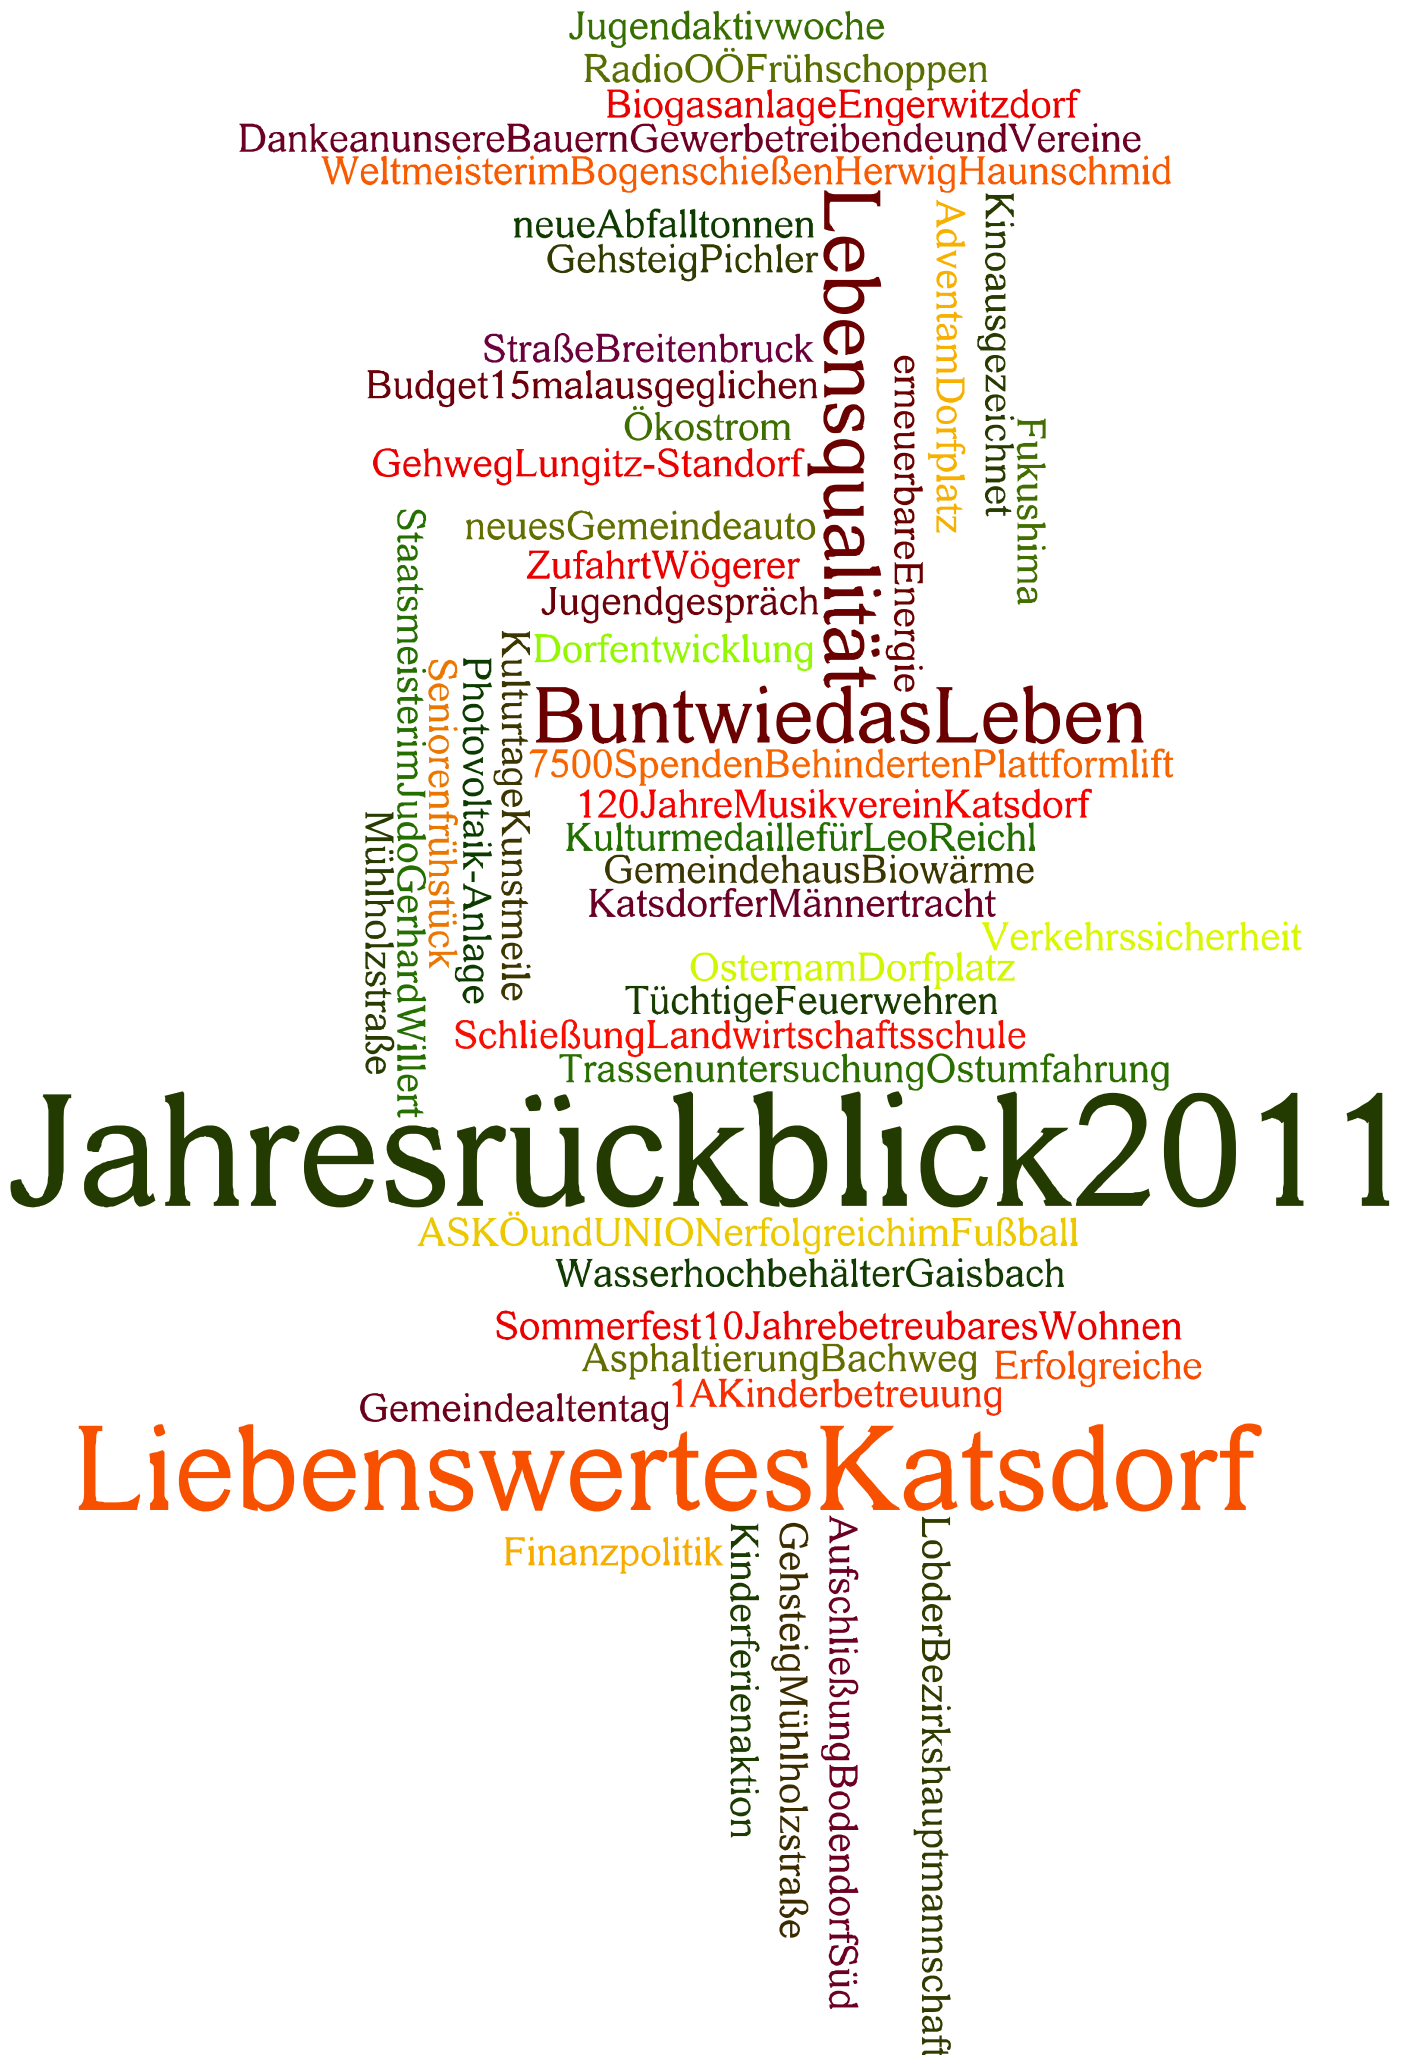 Jugendaktivwoche
RadioOÖFrühschoppen
BiogasanlageEngerwitzdorf
DankeanunsereBauernGewerbetreibendeundVereine
WeltmeisterimBogenschießenHerwigHaunschmid
neueAbfalltonnen
GehsteigPichler
Lebensqualität
AdventamDorfplatz
Kinoausgezeichnet
StraßeBreitenbruck
Budget15malausgeglichen
Ökostrom
GehwegLungitz-Standorf
erneuerbareEnergie
Fukushima
neuesGemeindeauto
ZufahrtWögerer
Jugendgespräch
Dorfentwicklung
StaatsmeisterimJudoGerhardWillert
Seniorenfrühstück
Photovoltaik-Anlage
KulturtageKunstmeile
Mühlholzstraße
BuntwiedasLeben
7500SpendenBehindertenPlattformlift
120JahreMusikvereinKatsdorf
KulturmedaillefürLeoReichl
GemeindehausBiowärme
KatsdorferMännertracht
Verkehrssicherheit
OsternamDorfplatz
TüchtigeFeuerwehren
SchließungLandwirtschaftsschule
TrassenuntersuchungOstumfahrung
Jahresrückblick2011
ASKÖundUNIONerfolgreichimFußball
WasserhochbehälterGaisbach
Sommerfest10JahrebetreubaresWohnen
AsphaltierungBachweg
Erfolgreiche
1AKinderbetreuung
Gemeindealtentag
LiebenswertesKatsdorf
Finanzpolitik
Kinderferienaktion
GehsteigMühlholzstraße
AufschließungBodendorfSüd
LobderBezirkshauptmannschaft